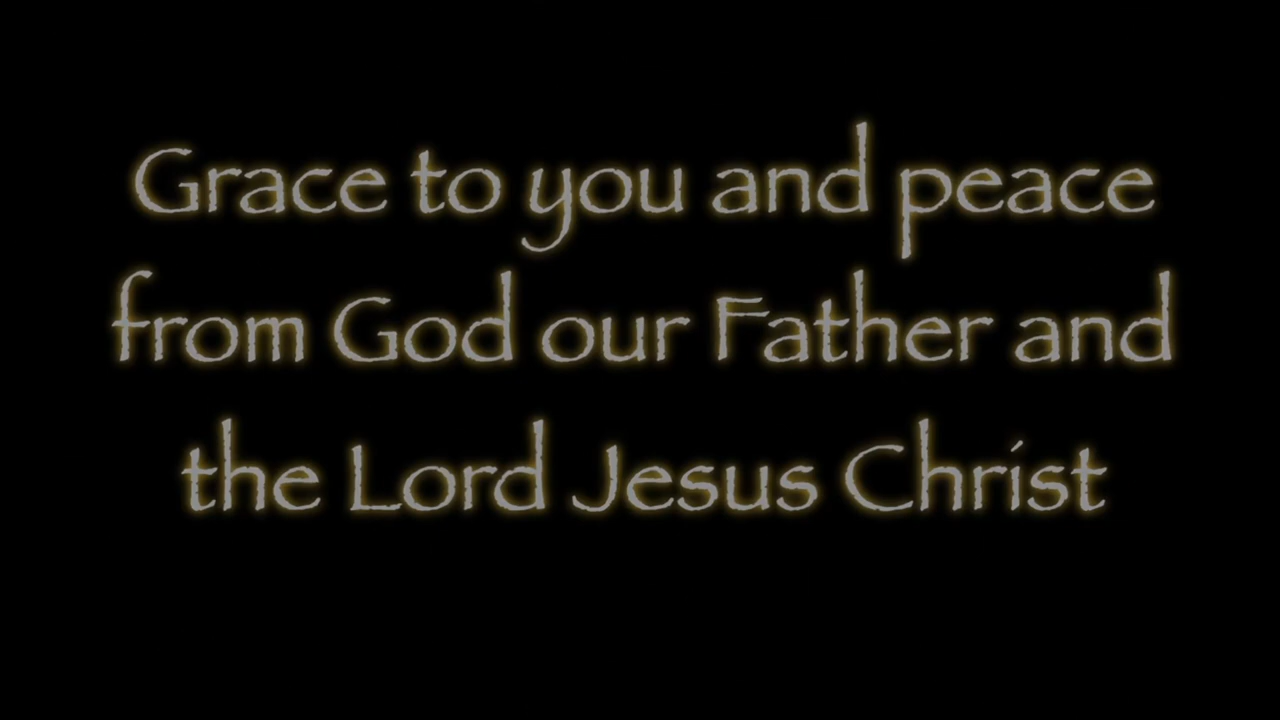 Grace to you and peace
from God our Father and
the Lord Jesus Christ